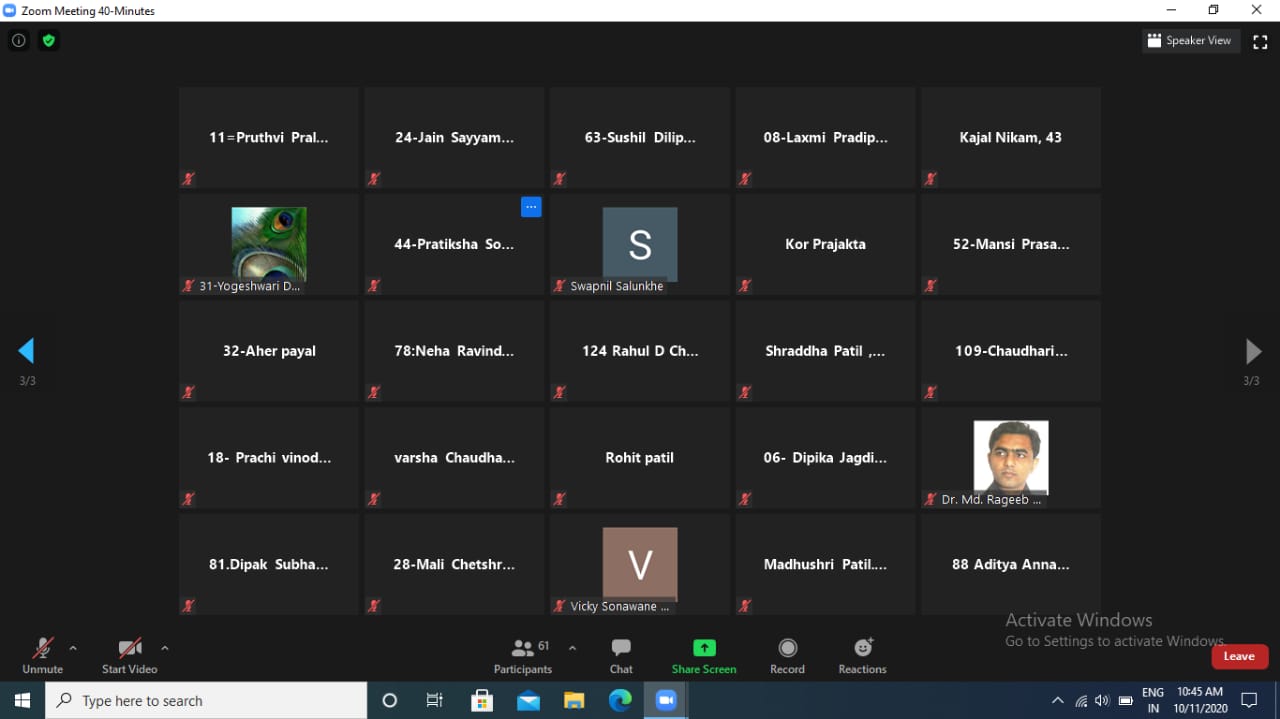 Zoom Meeting 40-Minutes
Speaker View
11=Pruthvi Pral...
24-Jain Sayyam...
63-Sushil Dilip...
08-Laxmi Pradip...
Kajal Nikam, 43
31-Yogeshwari D...
44-Pratiksha So...
S
Swapnil Salunkhe
Kor Prajakta
52-Mansi Prasa...
32-Aher payal
78:Neha Ravind...
124 Rahul D Ch...
Shraddha Patil ,...
109-Chaudhari...
3/3
3/3
18- Prachi vinod...
varsha Chaudha...
Rohit patil
06- Dipika Jagdi...
Dr. Md. Rageeb ...
81.Dipak Subha...
28-Mali Chetshr...
V
Vicky Sonawane ...
Madhushri Patil....
88 Aditya Anna...
Activate Windows
Go to Settings to activate Windows.
Unmute
Start Video
61
Participants
Chat
Share Screen
Record
Reactions
Leave
Type here to search
ENG
IN
10:45 AM
10/11/2020